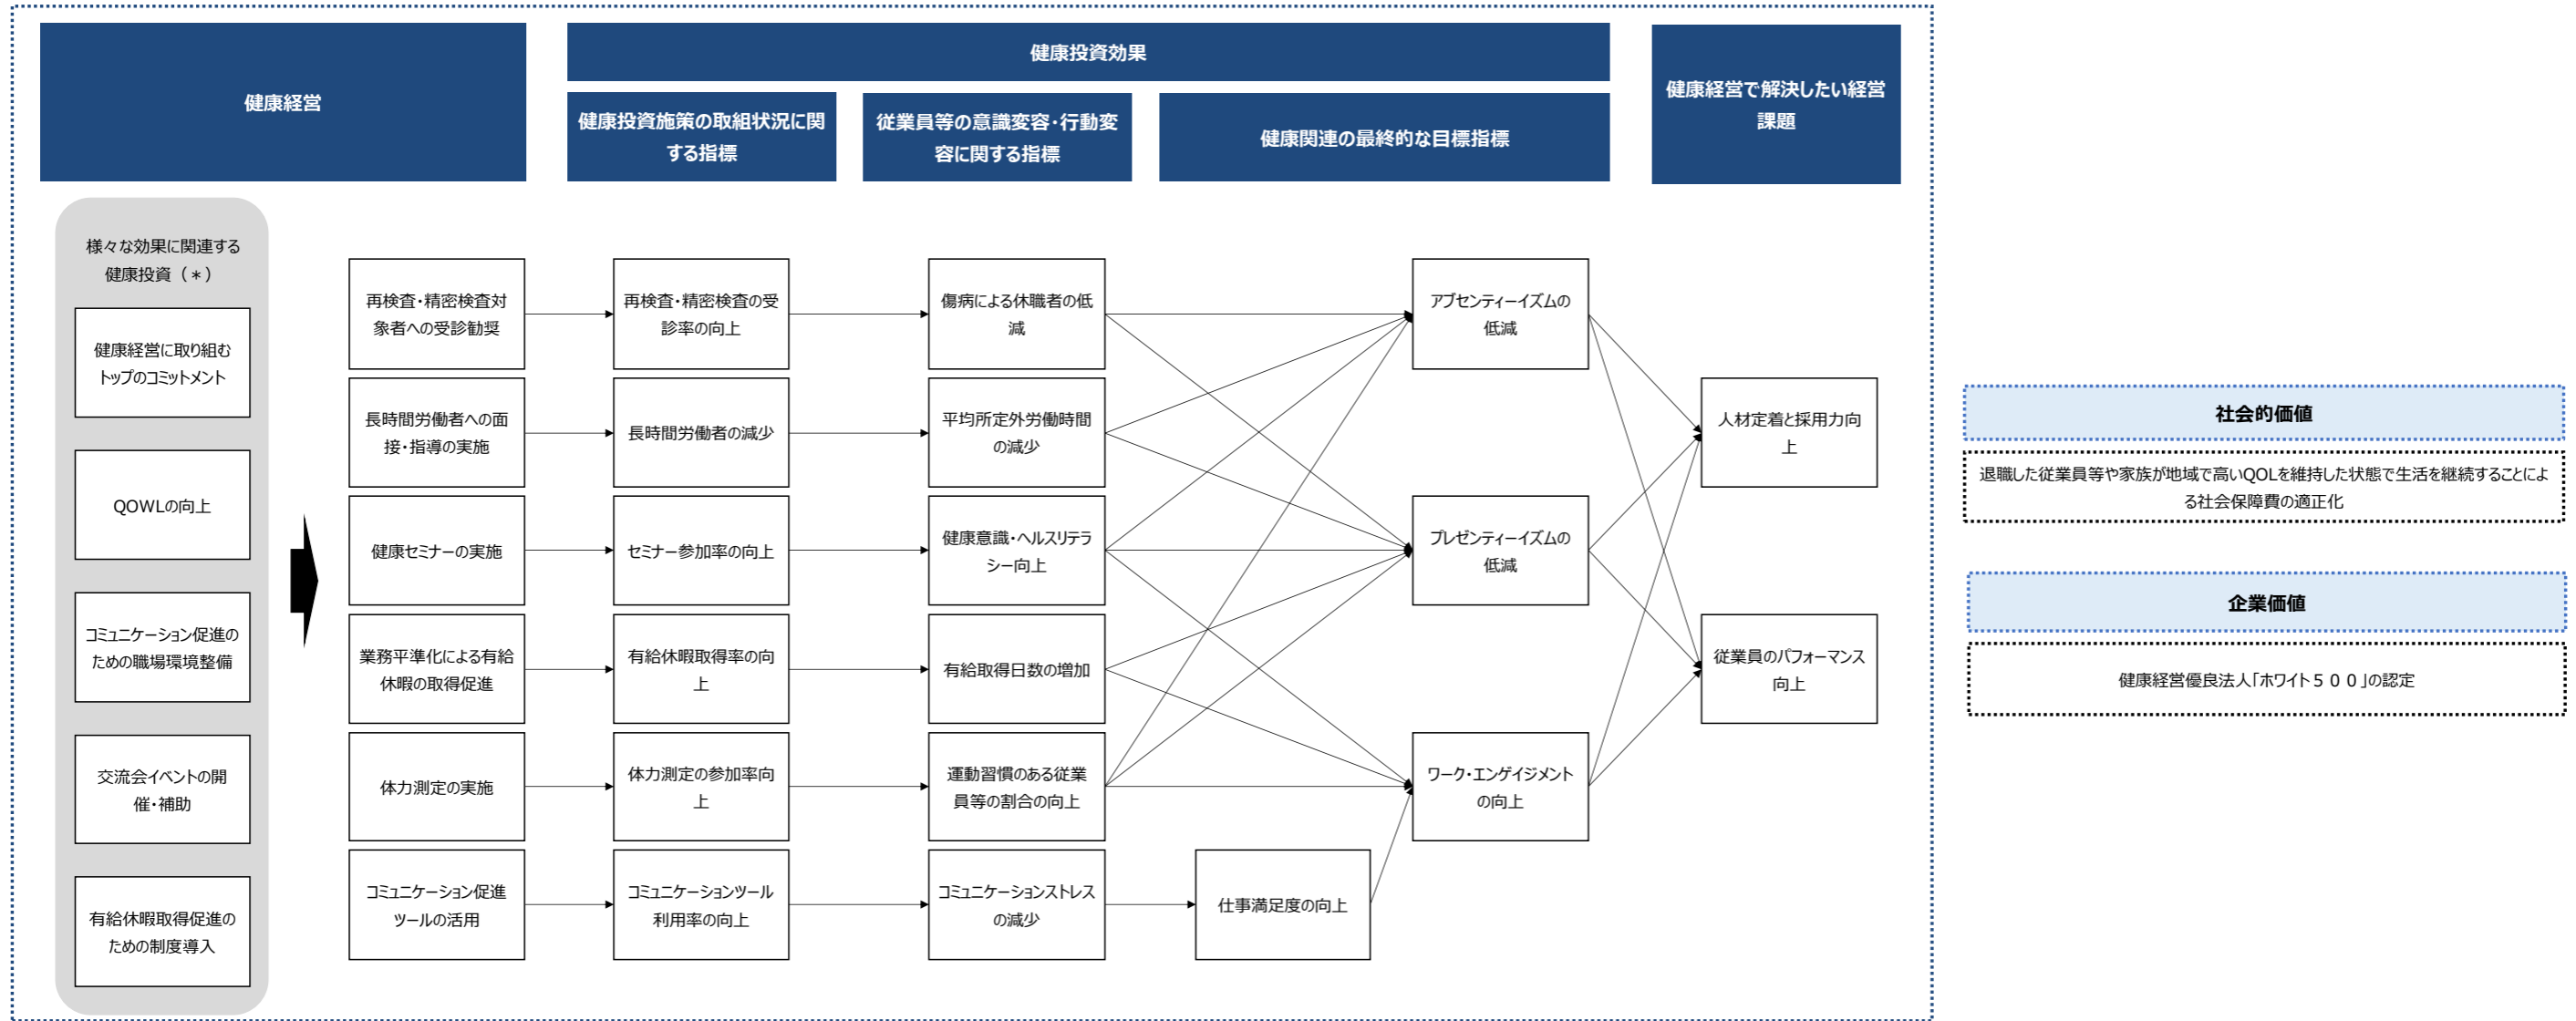 健康経営
健康投資効果
健康投資施策の取組状況に関
する指標
従業員等の意識変容・行動変
容に関する指標
健康関連の最終的な目標指標
健康経営で解決したい経営
課題
様々な効果に関連する
健康投資（＊）
健康経営に取り組む
トップのコミットメント
QOWLの向上
コミュニケーション促進の
ための職場環境整備
交流会イベントの開
催・補助
有給休暇取得促進の
ための制度導入
再検査・精密検査対
象者への受診勧奨
長時間労働者への面
接・指導の実施
健康セミナーの実施
業務平準化による有給
休暇の取得促進
体力測定の実施
コミュニケーション促進
ツールの活用
再検査・精密検査の受
診率の向上
長時間労働者の減少
セミナー参加率の向上
有給休暇取得率の向
上
体力測定の参加率向
上
コミュニケーションツール
利用率の向上
傷病による休職者の低
減
平均所定外労働時間
の減少
健康意識・ヘルスリテラ
シー向上
有給取得日数の増加
運動習慣のある従業
員等の割合の向上
コミュニケーションストレス
の減少
仕事満足度の向上
アブセンティーイズムの
低減
プレゼンティーイズムの
低減
ワーク・エンゲイジメント
の向上
人材定着と採用力向
上
従業員のパフォーマンス
向上
社会的価値
退職した従業員等や家族が地域で高いQOLを維持した状態で生活を継続することによ
る社会保障費の適正化
企業価値
健康経営優良法人「ホワイト５００」の認定